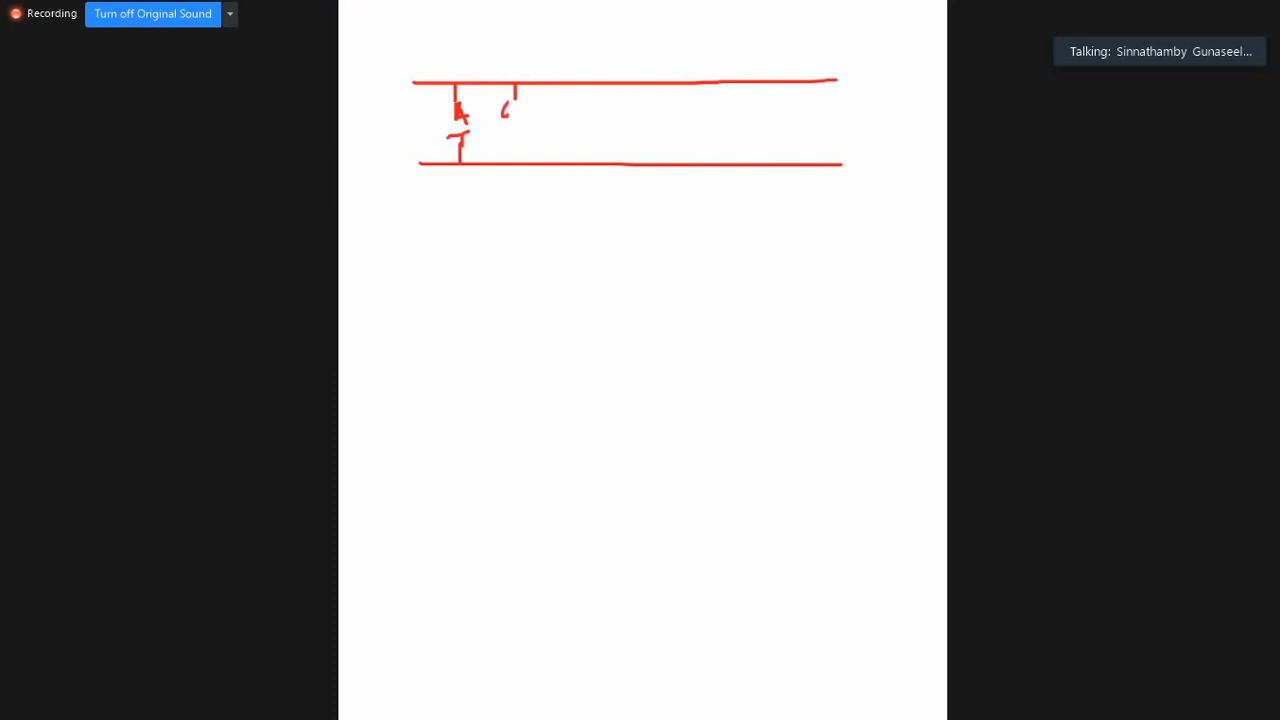 Recording
Turn off Original Sound
Talking: Sinnathamby Gunaseel...
A
T